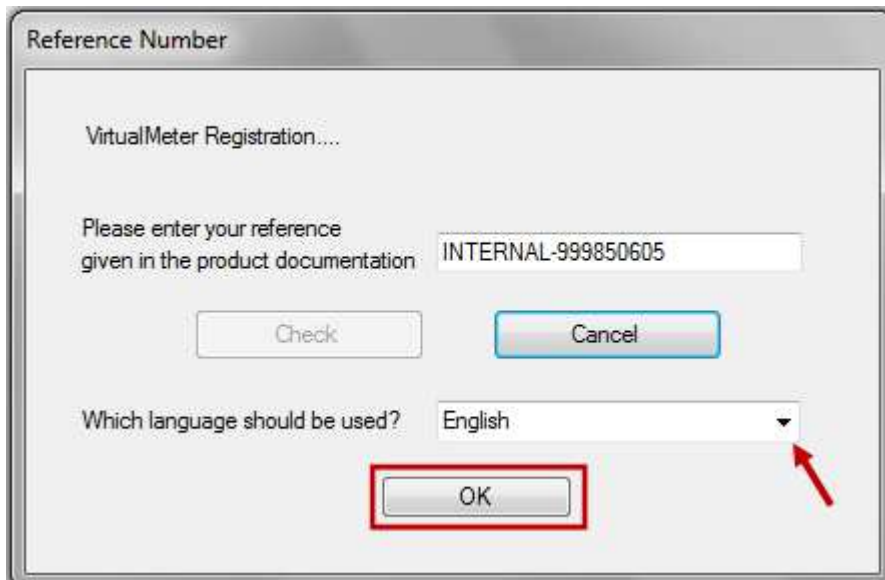 Reference Number
VirtualMeter Registration....
Please enter your reference
given in the product documentation
INTERNAL-999850605
Check
Cancel
Which language should be used?
English
OK